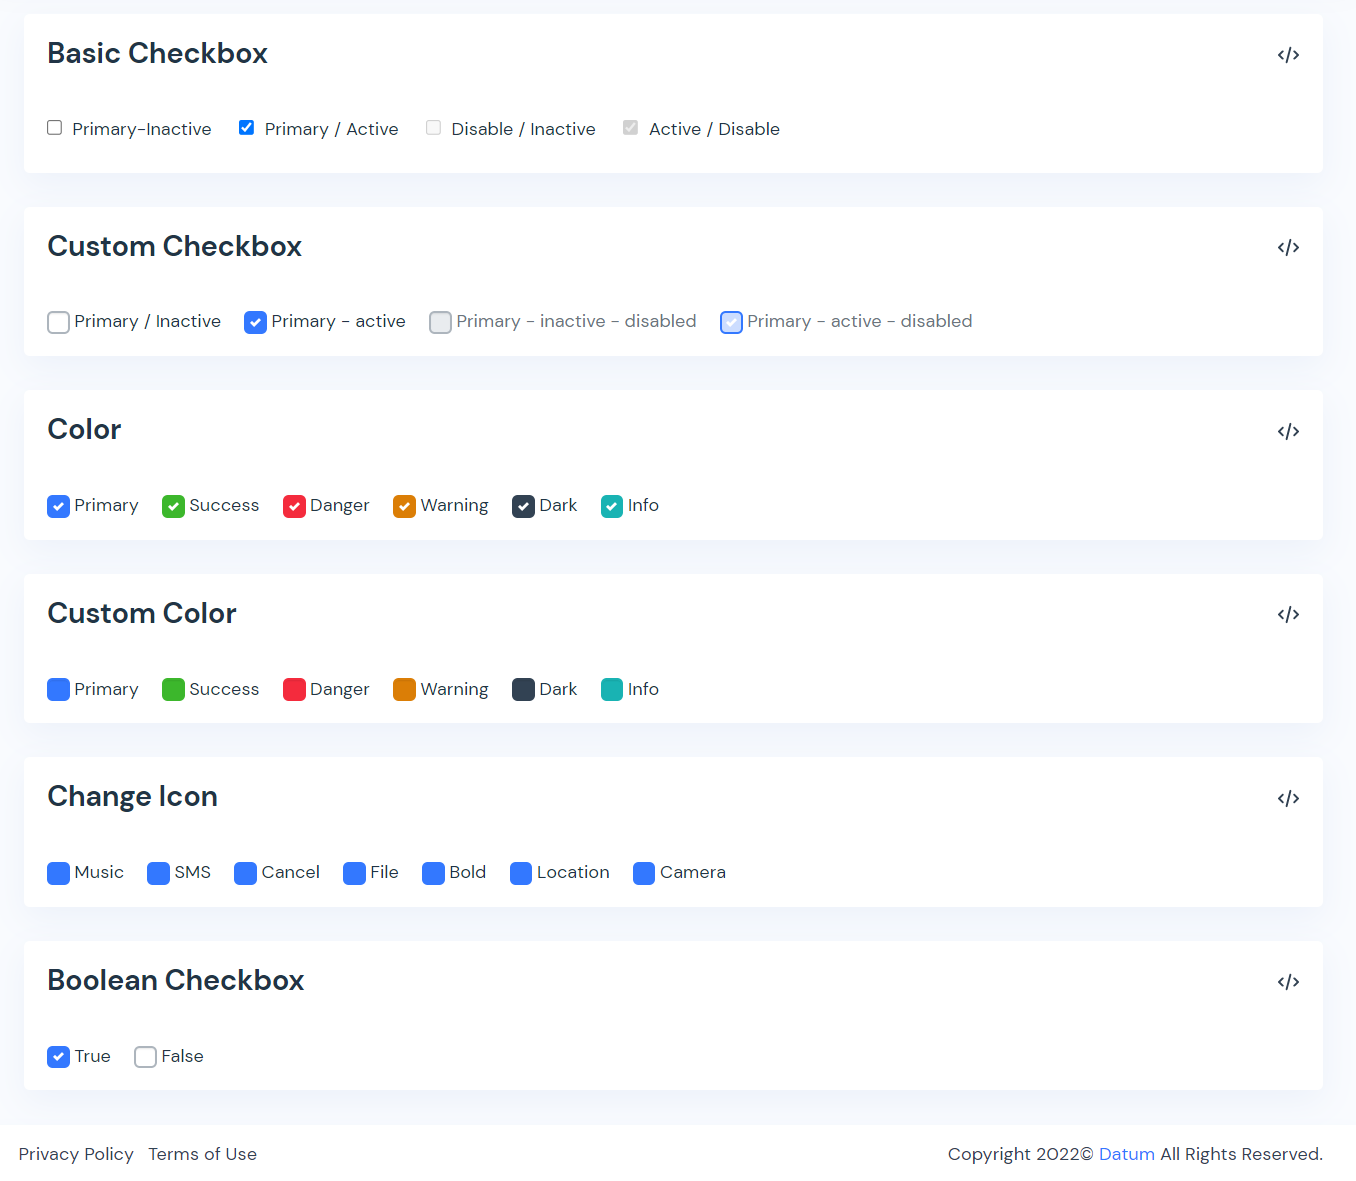 Basic Checkbox
Primary-Inactive Primary / Active Disable / Inactive Active / Disable
Custom Checkbox
Primary / Inactive Primary - active Primary - inactive - disabled Primary - active - disabled
Color
Primary Success Danger Warning Dark Info
Custom Color
Primary Success Danger Warning Dark Info
Change Icon
Music SMS Cancel File Bold Location Camera
Boolean Checkbox
True False
Privacy Policy Terms of Use Copyright 2022© Datum All Rights Reserved.